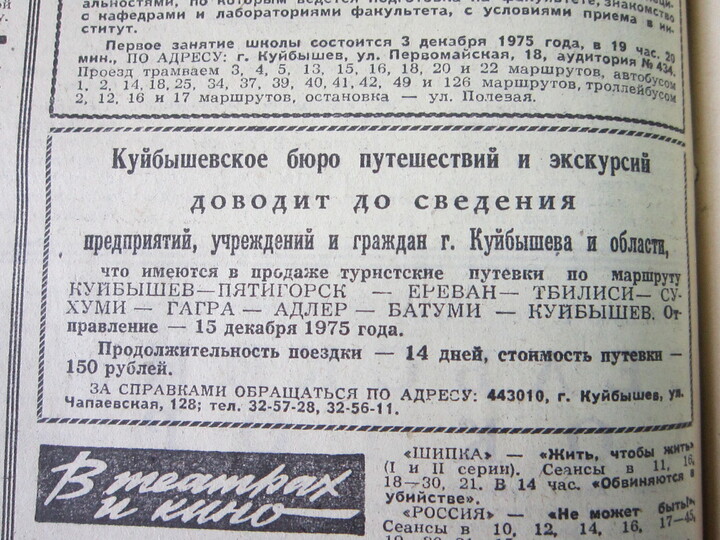 альностям, по которым ведется подготовка на факультете, знакомство
с кафедрами и лабораториями факультета, с условиями приема в ин-
ститут.
Первое занятие школы состоится 3 декабря 1975 года, в 19 час. 20
мин., ПО АДРЕСУ: г. Куйбышев, ул. Первомайская, 18, аудитория № 434.
Проезд трамваем 3, 4, 5, 13, 15, 16, 18, 20 и 22 маршрутов, автобусом
1, 2, 14, 18, 25, 34, 37, 39, 40, 41, 42, 49 и 126 маршрутов, троллейбусом
2, 12, 16 и 17 маршрутов, остановка — ул. Полевая.
Куйбышевское бюро путешествий и экскурсий
доводит до сведения
предприятий, учреждений и граждан г. Куйбышева и области,
что имеются в продаже туристские путевки по маршруту
КУЙБЫШЕВ—ПЯТИГОРСК — ЕРЕВАН— ТБИЛИСИ— СУ-
ХУМИ — ГАГРА — АДЛЕР — БАТУМИ — КУЙБЫШЕВ. От
правление — 15 декабря 1975 года.
Продолжительность поездки — 14 дней, стоимость путевки —
150 рублей.
ЗА СПРАВКАМИ ОБРАЩАТЬСЯ ПО АДРЕСУ: 443010, г. Куйбышев, ул.
Чапаевская, 128; тел. 32-57-28, 32-56-11.
В театрах
и кино
«ШИПКА» — «Жить, чтобы жить»
(I и II серии). Сеансы в 11, 16,
18—30, 21. В 14 час. «Обвиняются в
убийстве».
«РОССИЯ» — «Не может быть!»
Сеансы в 10, 12, 14, 16, 17—45,